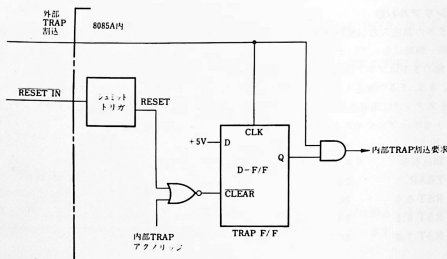 外部
TRAP
割込
8085A内
RESET IN
シュミット
トリガ
RESET
+5V
D
CLK
Q
D-F/F
CLEAR
TRAP F/F
内部TRAP
アクノリッジ
内部TRAP割込要求